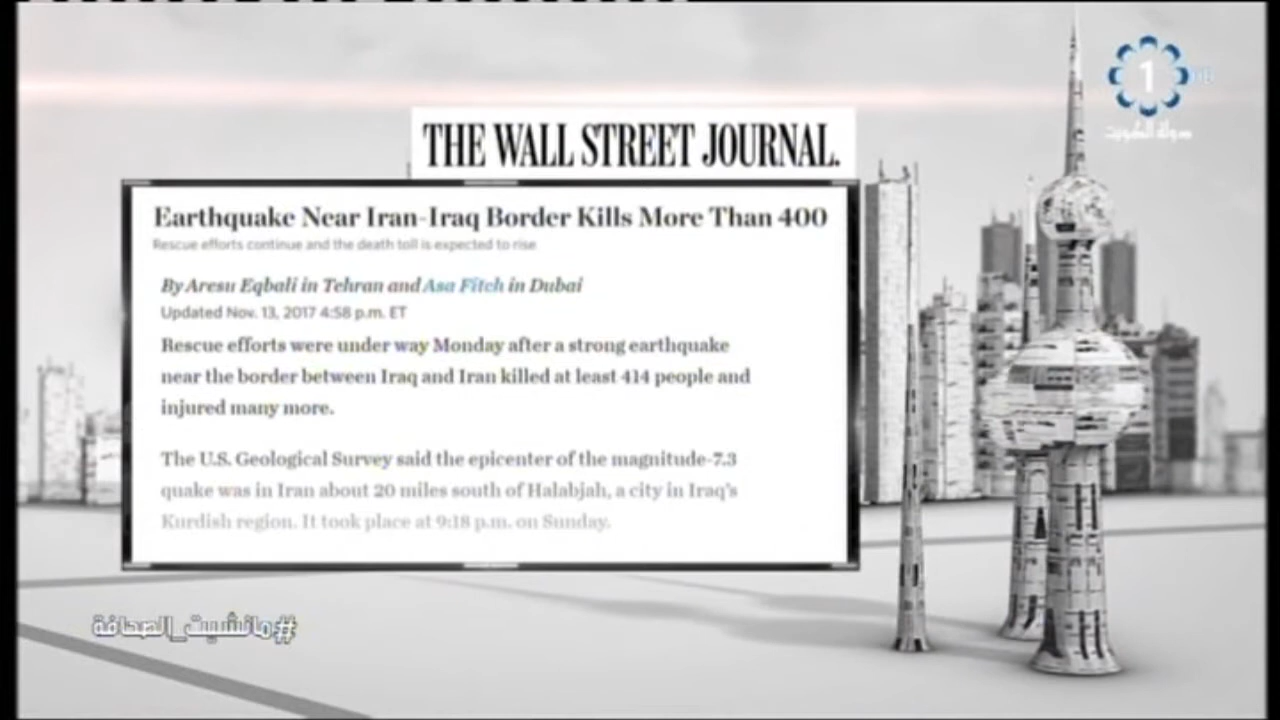 1
HD
دولة الكويت
THE WALL STREET JOURNAL.
Earthquake Near Iran-Iraq Border Kills More Than 400
Rescue efforts continue and the death toll is expected to rise
By Aresu Eqbali in Tehran and Asa Fitch in Dubai
Updated Nov. 13, 2017 4:58 p.m. ET
Rescue efforts were under way Monday after a strong earthquake
near the border between Iraq and Iran killed at least 414 people and
injured many more.
The U.S. Geological Survey said the epicenter of the magnitude-7.3
quake was in Iran about 20 miles south of Halabjah, a city in Iraq's
Kurdish region. It took place at 9:18 p.m. on Sunday.
#مانشيت_الصحافة